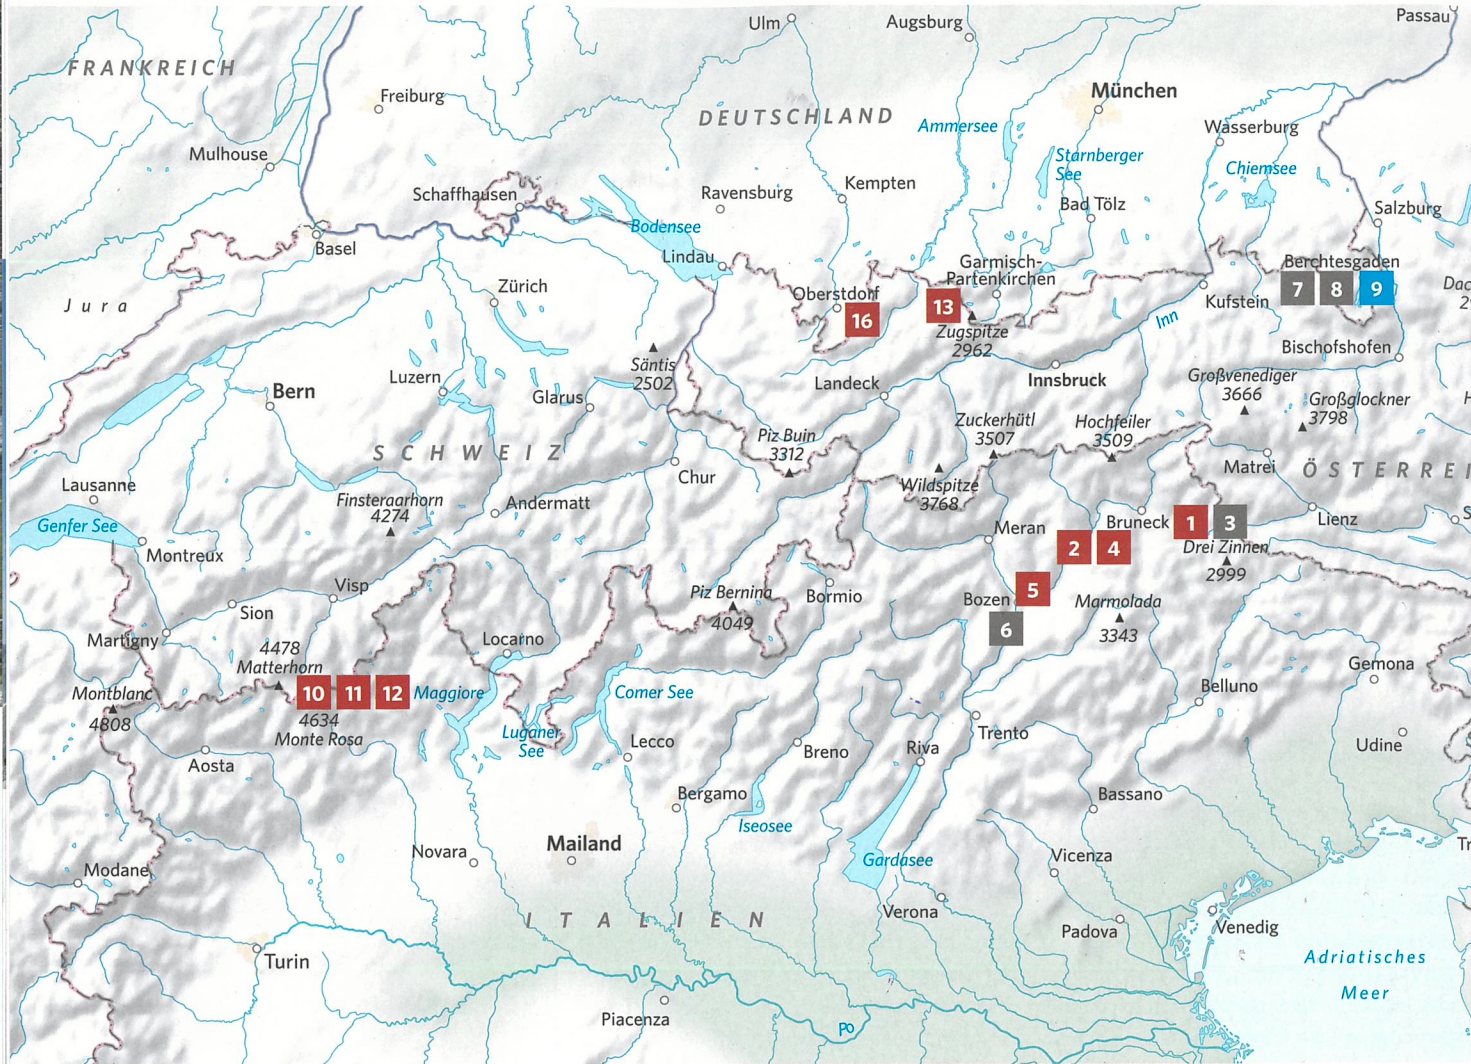 Ulm
Augsburg
Passau
FRANKREICH
Freiburg
München
DEUTSCHLAND
Ammersee
Wasserburg
Mulhouse
Starnberger
See
Chiemsee
Schaffhausen
Ravensburg
Kempten
Bad Tölz
Salzburg
Basel
Bodensee
Lindau
Garmisch-
Partenkirchen
Berchtesgaden
7
8
9
Jura
Zürich
Oberstdorf
16
13
Kufstein
Inn
Zugspitze
2962
Bischofshofen
Säntis
2502
Luzern
Glarus
Landeck
Innsbruck
Bern
Großvenediger
3666
Großglockner
3798
SCHWEIZ
Piz Buin
3312
Zuckerhütl
3507
Hochfeiler
3509
Chur
Matrei
Lausanne
Finsteraarhorn
4274
Andermatt
Wildspitze
3768
Genfer See
Montreux
Meran
Bruneck
1
3
Lienz
2
4
Drei Zinnen
2999
Visp
Sion
Piz Bernina
4049
Bormio
5
Bozen
6
Marmolada
3343
Martigny
Locarno
4478
Matterhorn
10
11
12
Maggiore
Comer See
Gemona
Montblanc
4808
4634
Monte Rosa
Luganer
See
Belluno
Aosta
Lecco
Breno
Riva
Trento
Udine
Bergamo
Bassano
Iseosee
Mailand
Novara
Gardasee
Vicenza
Modane
ITALIEN
Verona
Padova
Venedig
Turin
Adriatisches
Meer
Piacenza
Po